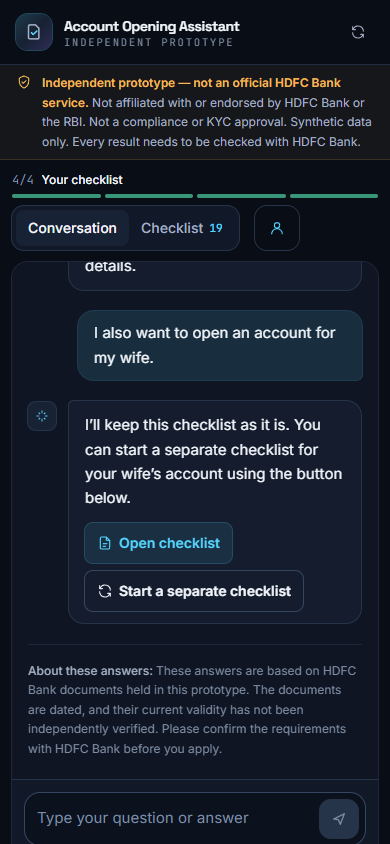 Account Opening Assistant
INDEPENDENT PROTOTYPE
Independent prototype — not an official HDFC Bank
service. Not affiliated with or endorsed by HDFC Bank or
the RBI. Not a compliance or KYC approval. Synthetic data
only. Every result needs to be checked with HDFC Bank.
4/4 Your checklist
Conversation
Checklist 19
details.
I also want to open an account for
my wife.
I’ll keep this checklist as it is. You
can start a separate checklist for
your wife’s account using the button
below.
Open checklist
Start a separate checklist
About these answers: These answers are based on HDFC
Bank documents held in this prototype. The documents
are dated, and their current validity has not been
independently verified. Please confirm the requirements
with HDFC Bank before you apply.
Type your question or answer